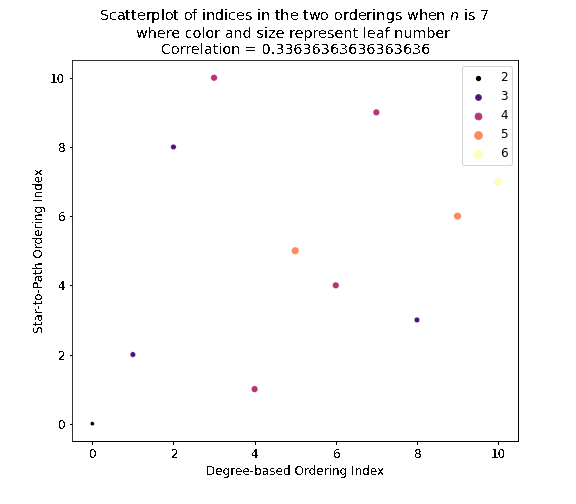 Scatterplot of indices in the two orderings when n is 7
where color and size represent leaf number
Correlation = 0.33636363636363636
10
8
6
4
2
0
Star-to-Path Ordering Index
2
3
4
5
6
0 2 4 6 8 10
Degree-based Ordering Index